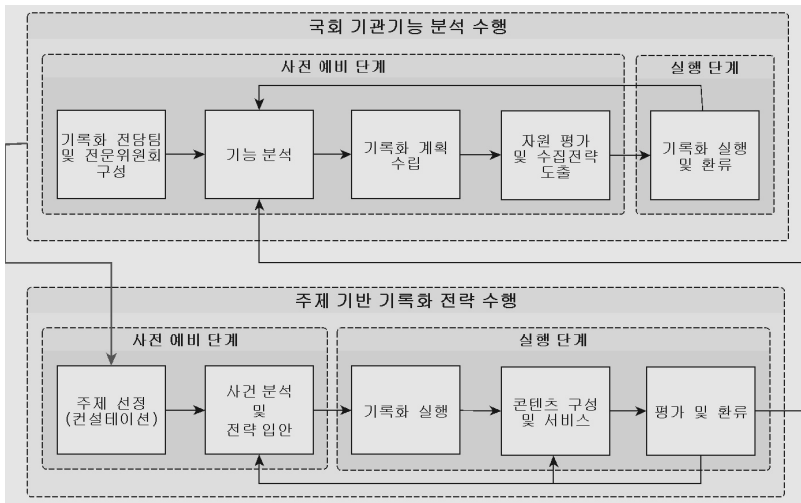 국회 기관기능 분석 수행
사전 예비 단계
실행 단계
기록화 전담팀
및 전문위원회
구성
기능 분석
기록화 계획
수립
자원 평가
및 수집전략
도출
기록화 실행
및 환류
주제 기반 기록화 전략 수행
사전 예비 단계
실행 단계
주제 선정
(컨설테이션)
사건 분석
및
전략 입안
기록화 실행
콘텐츠 구성
및 서비스
평가 및 환류